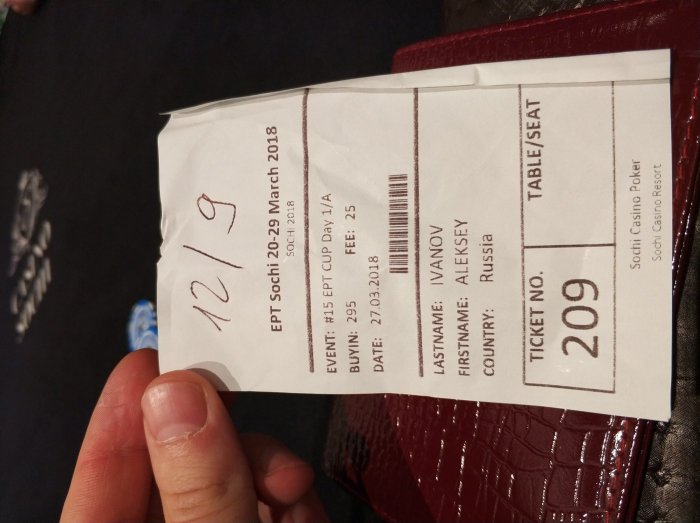 12/9
EPT Sochi 20-29 March 2018
SOCHI 2018
EVENT: #15 EPT CUP Day 1/A
BUYIN: 295 FEE: 25
DATE: 27.03.2018
LASTNAME: IVANOV
FIRSTNAME: ALEKSEY
COUNTRY: Russia
TICKET NO. TABLE/SEAT
209
Sochi Casino Poker
Sochi Casino Resort